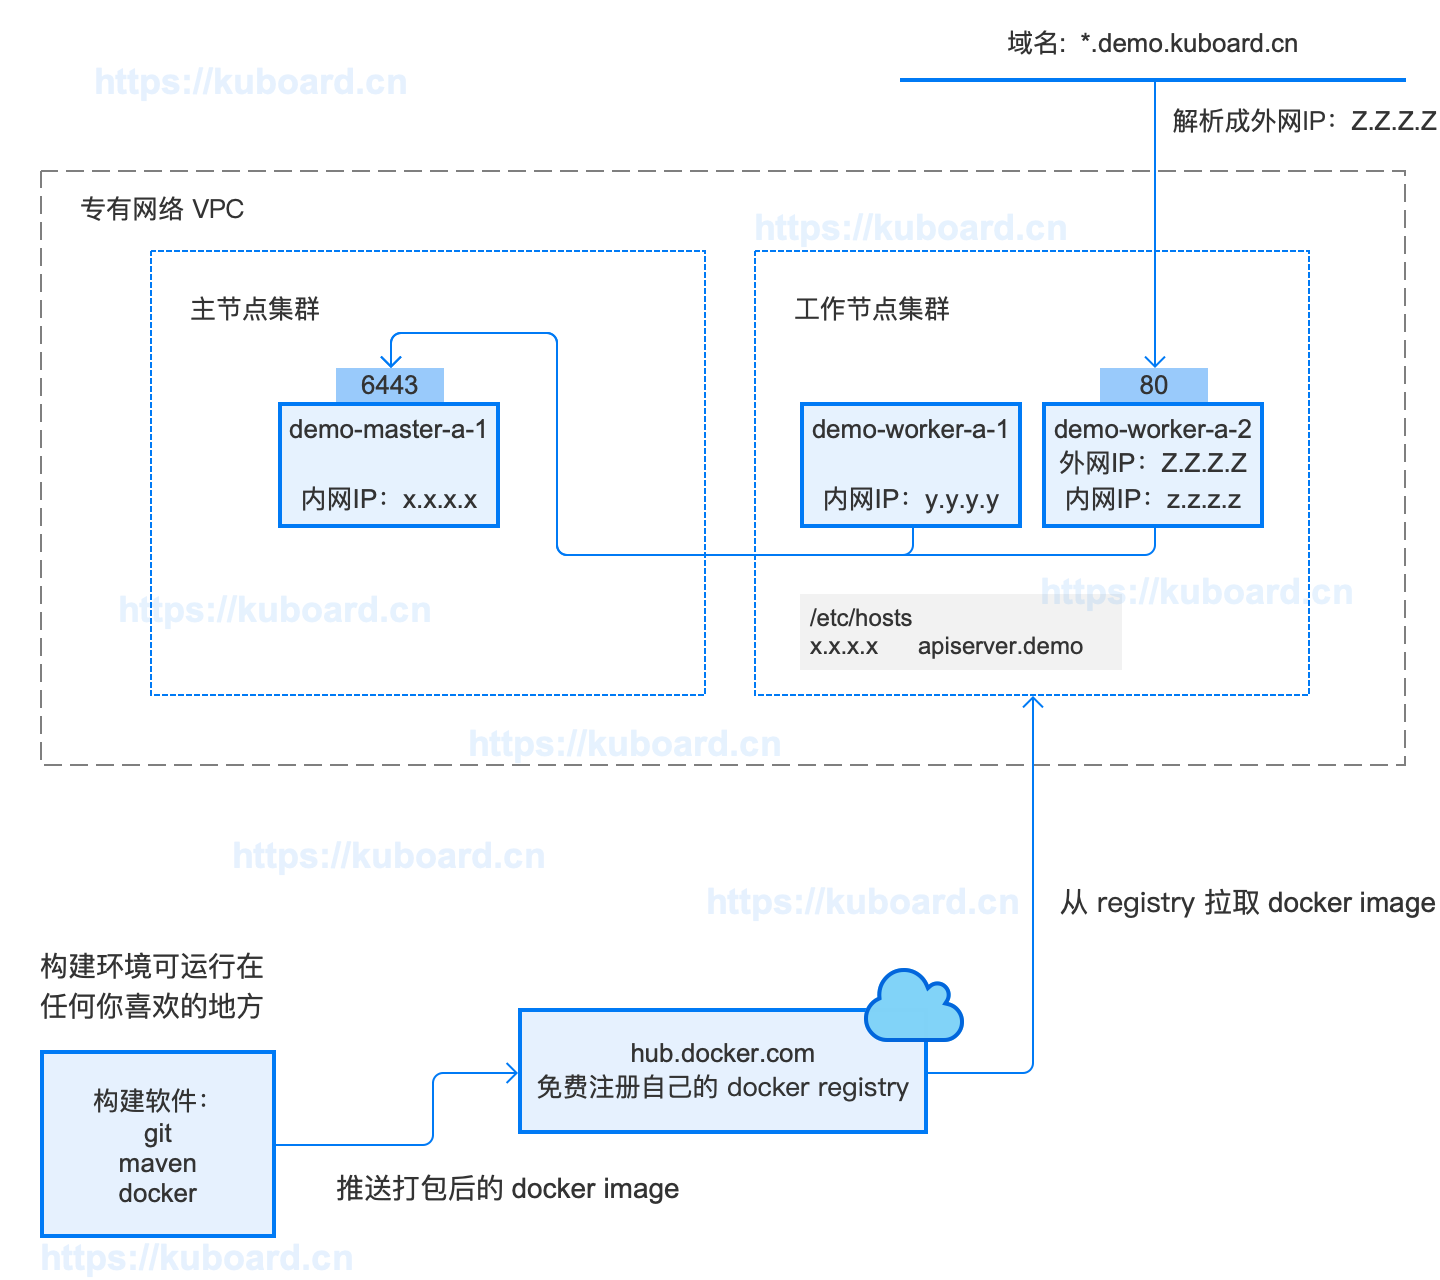 域名: *.demo.kuboard.cn
https://kuboard.cn
解析成外网IP：Z.Z.Z.Z
专有网络 VPC
https://kuboard.cn
主节点集群
工作节点集群
6443
80
demo-master-a-1
内网IP：x.x.x.x
demo-worker-a-1
内网IP：y.y.y.y
demo-worker-a-2
外网IP：Z.Z.Z.Z
内网IP：z.z.z.z
https://kuboard.cn
https://kuboard.cn
/etc/hosts
x.x.x.x apiserver.demo
https://kuboard.cn
https://kuboard.cn
https://kuboard.cn
从 registry 拉取 docker image
构建环境可运行在
任何你喜欢的地方
hub.docker.com
免费注册自己的 docker registry
构建软件：
git
maven
docker
推送打包后的 docker image
https://kuboard.cn